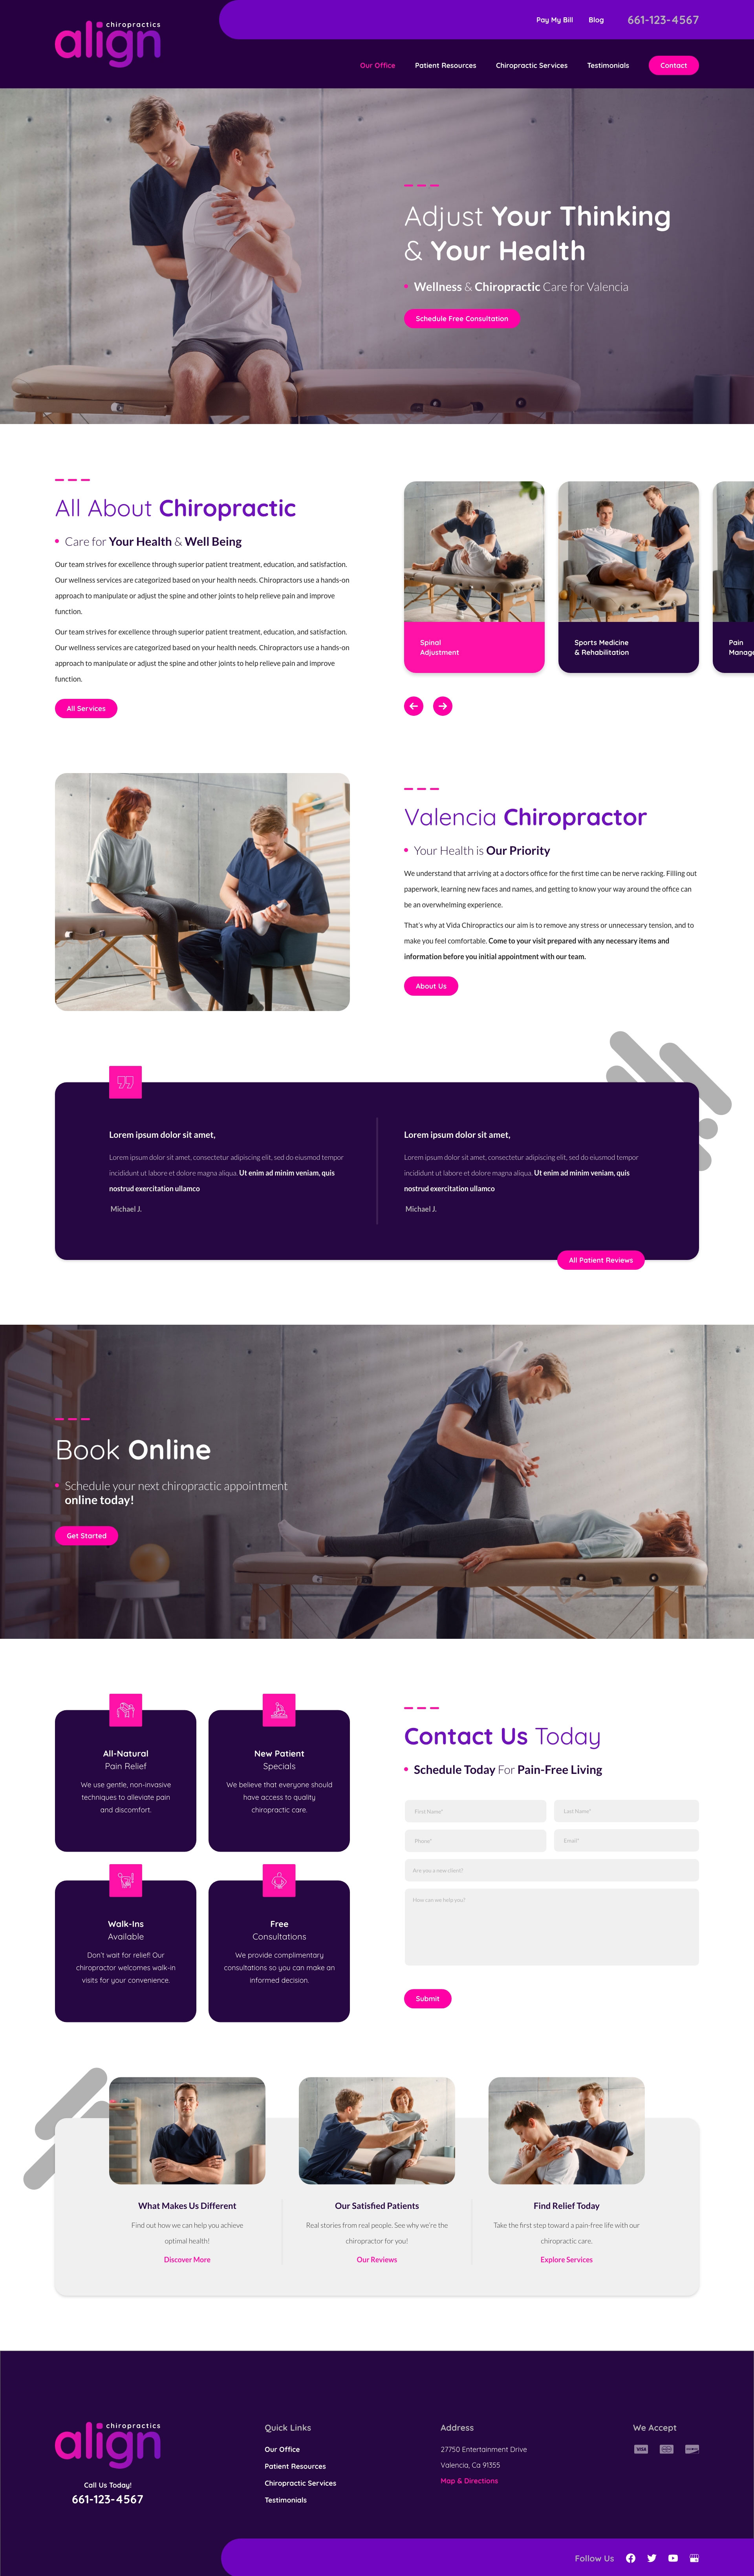 chiropractics
align
Pay My Bill Blog 661-123-4567
Our Office Patient Resources Chiropractic Services Testimonials Contact
Adjust Your Thinking
& Your Health
Wellness & Chiropractic Care for Valencia
Schedule Free Consultation
All About Chiropractic
Care for Your Health & Well Being
Our team strives for excellence through superior patient treatment, education, and satisfaction.
Our wellness services are categorized based on your health needs. Chiropractors use a hands-on
approach to manipulate or adjust the spine and other joints to help relieve pain and improve
function.
Our team strives for excellence through superior patient treatment, education, and satisfaction.
Our wellness services are categorized based on your health needs. Chiropractors use a hands-on
approach to manipulate or adjust the spine and other joints to help relieve pain and improve
function.
All Services
Spinal
Adjustment
Sports Medicine
& Rehabilitation
Pain
Manage
Valencia Chiropractor
Your Health is Our Priority
We understand that arriving at a doctors office for the first time can be nerve racking. Filling out
paperwork, learning new faces and names, and getting to know your way around the office can
be an overwhelming experience.
That's why at Vida Chiropractics our aim is to remove any stress or unnecessary tension, and to
make you feel comfortable. Come to your visit prepared with any necessary items and
information before you initial appointment with our team.
About Us
Lorem ipsum dolor sit amet,
Lorem ipsum dolor sit amet, consectetur adipiscing elit, sed do eiusmod tempor
incididunt ut labore et dolore magna aliqua. Ut enim ad minim veniam, quis
nostrud exercitation ullamco
Michael J.
Lorem ipsum dolor sit amet,
Lorem ipsum dolor sit amet, consectetur adipiscing elit, sed do eiusmod tempor
incididunt ut labore et dolore magna aliqua. Ut enim ad minim veniam, quis
nostrud exercitation ullamco
Michael J.
All Patient Reviews
Book Online
Schedule your next chiropractic appointment
online today!
Get Started
All-Natural
Pain Relief
We use gentle, non-invasive
techniques to alleviate pain
and discomfort.
New Patient
Specials
We believe that everyone should
have access to quality
chiropractic care.
Walk-Ins
Available
Don't wait for relief! Our
chiropractor welcomes walk-in
visits for your convenience.
Free
Consultations
We provide complimentary
consultations so you can make an
informed decision.
Contact Us Today
Schedule Today For Pain-Free Living
First Name*
Last Name*
Phone*
Email*
Are you a new client?
How can we help you?
Submit
What Makes Us Different
Find out how we can help you achieve
optimal health!
Discover More
Our Satisfied Patients
Real stories from real people. See why we're the
chiropractor for you!
Our Reviews
Find Relief Today
Take the first step toward a pain-free life with our
chiropractic care.
Explore Services
chiropractics
align
Call Us Today!
661-123-4567
Quick Links
Our Office
Patient Resources
Chiropractic Services
Testimonials
Address
27750 Entertainment Drive
Valencia, Ca 91355
Map & Directions
We Accept
VISA
Follow Us